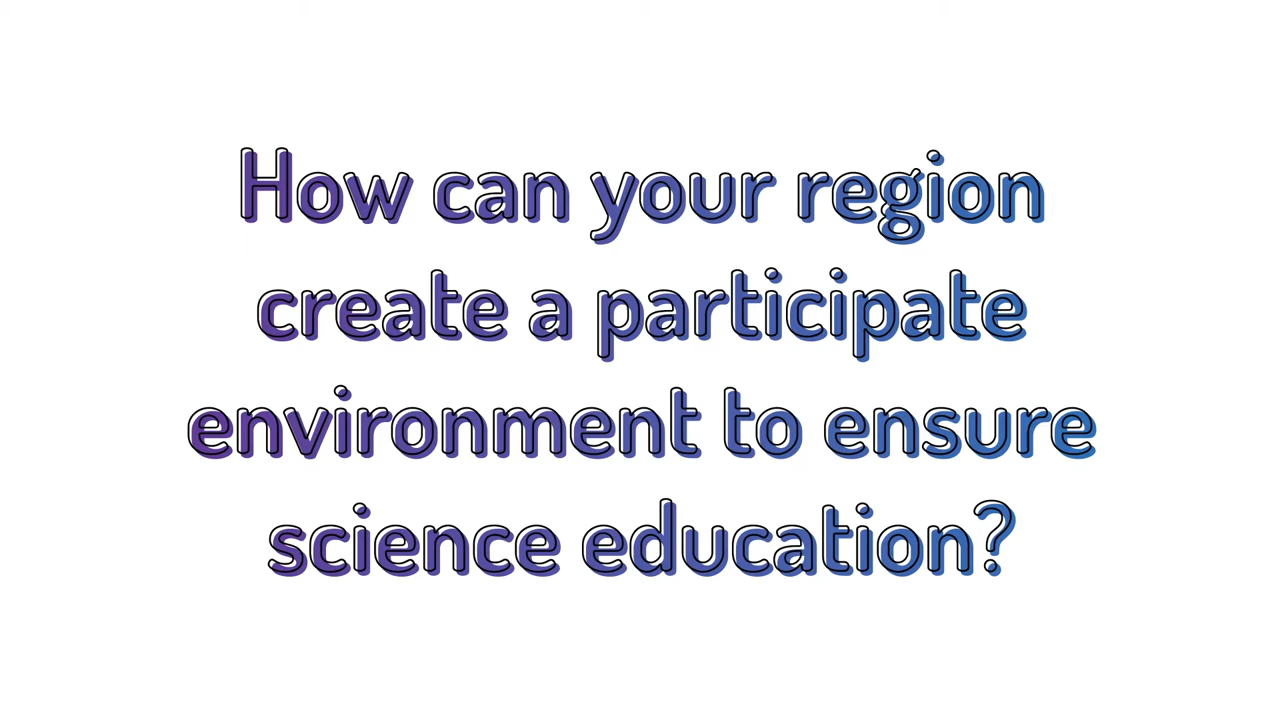 How can your region
create a participate
environment to ensure
science education?